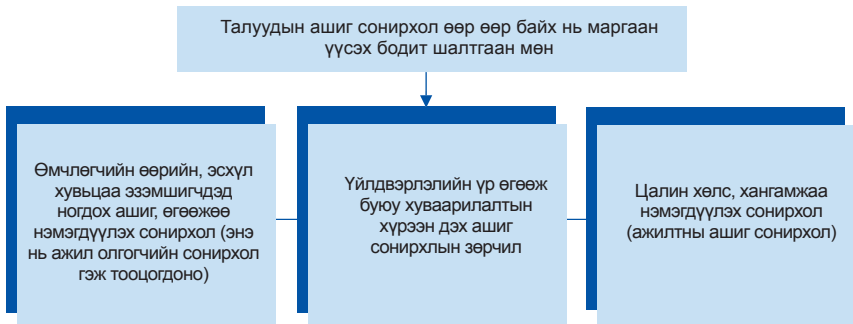 Талуудын ашиг сонирхол өөр өөр байх нь маргаан
үүсэх бодит шалтгаан мөн
Өмчлөгчийн өөрийн, эсхүл
хувьцаа эзэмшигчдэд
ногдох ашиг, өгөөжөө
нэмэгдүүлэх сонирхол (энэ
нь ажил олгогчийн сонирхол
гэж тооцогдоно)
Үйлдвэрлэлийн үр өгөөж
буюу хуваарилалтын
хүрээн дэх ашиг
сонирхлын зөрчил
Цалин хөлс, хангамжаа
нэмэгдүүлэх сонирхол
(ажилтны ашиг сонирхол)